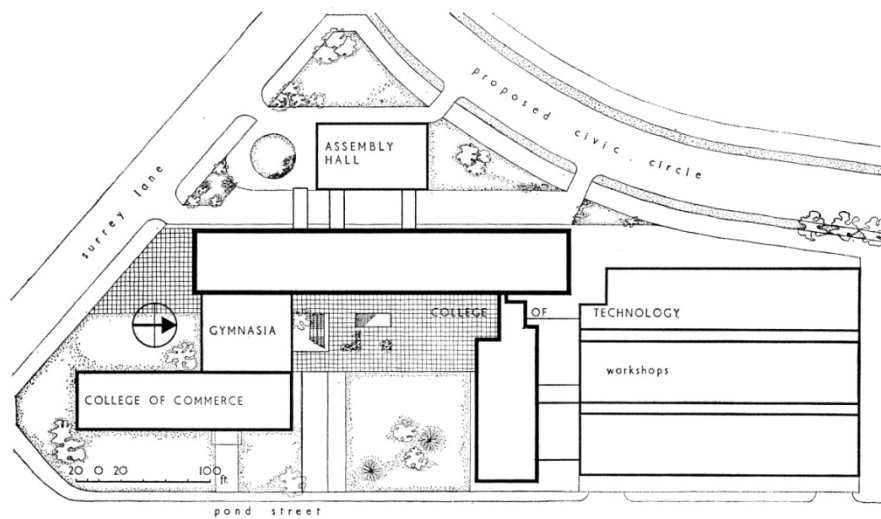 proposed civic. circle
ASSEMBLY
HALL
surrey lane
COLLEGE OF TECHNOLOGY.
GYMNASIA
workshops
COLLEGE OF COMMERCE
20 0 20 100
ft.
pond street